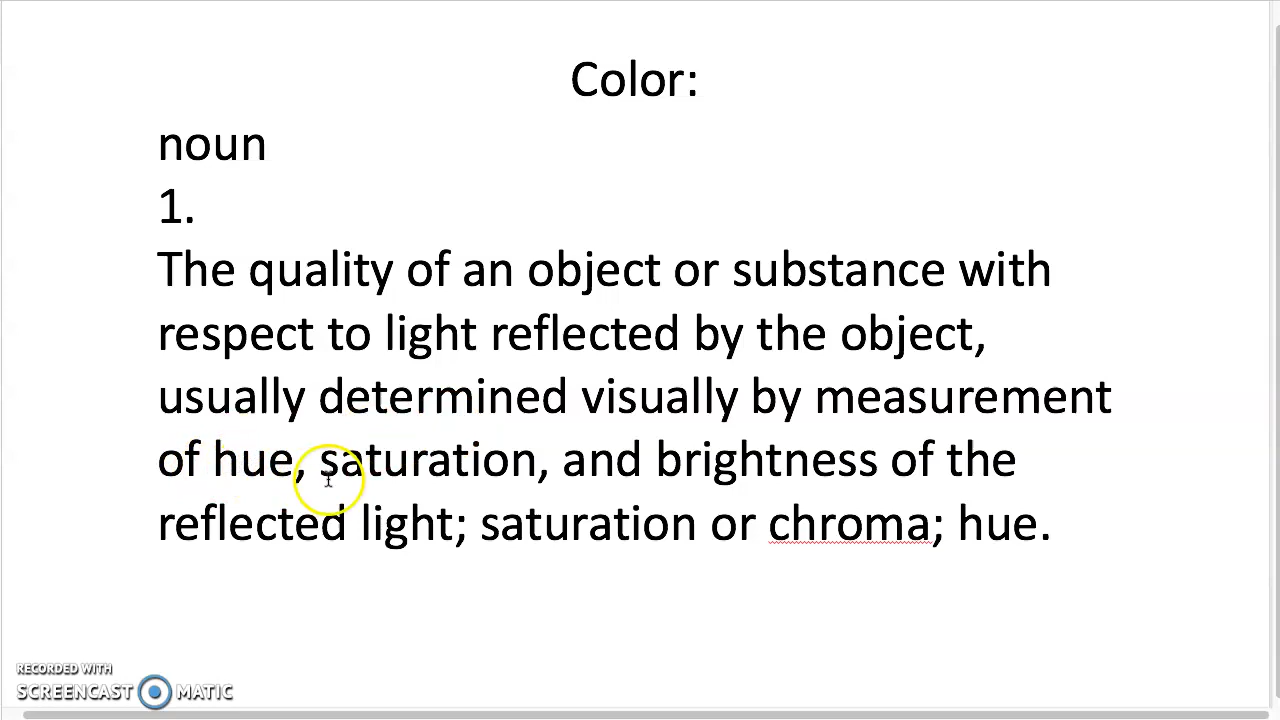 Color:
noun
1.
The quality of an object or substance with
respect to light reflected by the object,
usually determined visually by measurement
of hue, saturation, and brightness of the
reflected light; saturation or chroma; hue.
RECORDED WITH
SCREENCAST MATIC